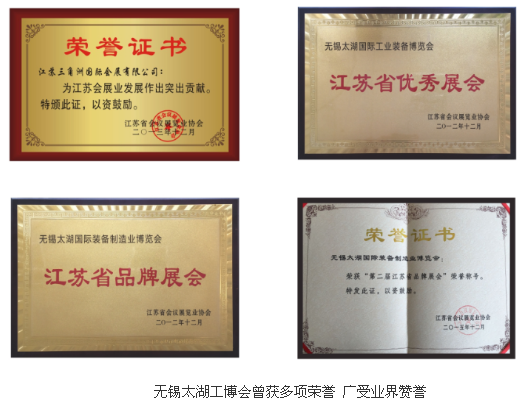 荣誉证书
江苏三角洲国际会展有限公司：
为江苏会展业发展作出突出贡献。
特颁此证，以资鼓励。
江苏省会议展览业协会
二〇一三年十二月
无锡太湖国际工业装备博览会
江苏省优秀展会
江苏省会议展览业协会
二〇一二年十二月
无锡太湖国际装备制造业博览会
江苏省品牌展会
江苏省会议展览业协会
二〇一二年十二月
荣誉证书
无锡太湖国际装备制造业博览会：
荣获“第二届江苏省品牌展会”荣誉称号。
特发此证，以资鼓励。
江苏省会议展览业协会
二〇一五年十二月
无锡太湖工博会曾获多项荣誉 广受业界赞誉